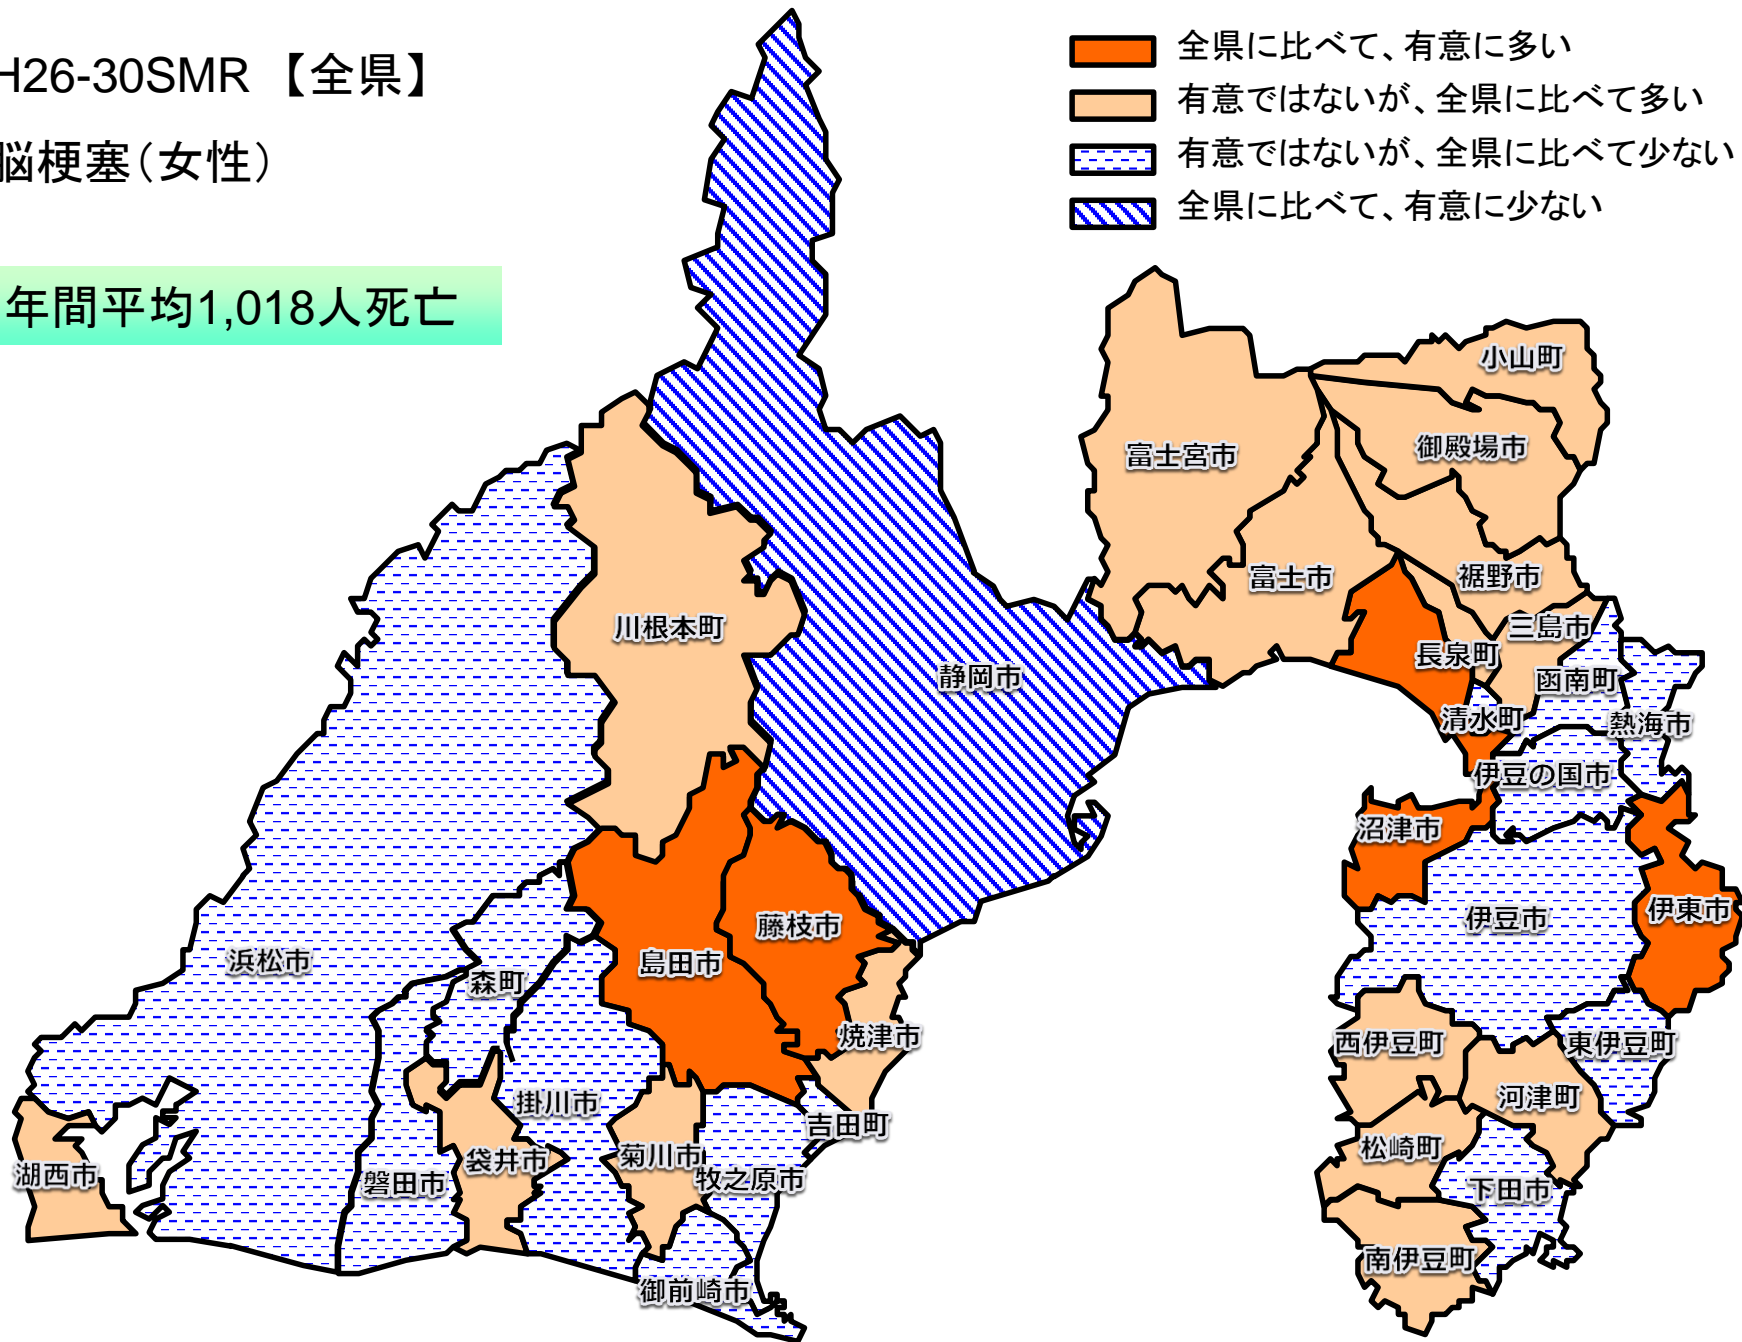 H26-30SMR 【全県】
脳梗塞(女性)
年間平均1,018人死亡
全県に比べて、有意に多い
有意ではないが、全県に比べて多い
有意ではないが、全県に比べて少ない
全県に比べて、有意に少ない
小山町
御殿場市
富士宮市
富士市
裾野市
三島市
長泉町
函南町
清水町
熱海市
伊豆の国市
沼津市
伊豆市
伊東市
西伊豆町
東伊豆町
河津町
松崎町
下田市
南伊豆町
川根本町
静岡市
藤枝市
島田市
焼津市
浜松市
森町
掛川市
吉田町
菊川市
牧之原市
袋井市
磐田市
湖西市
御前崎市